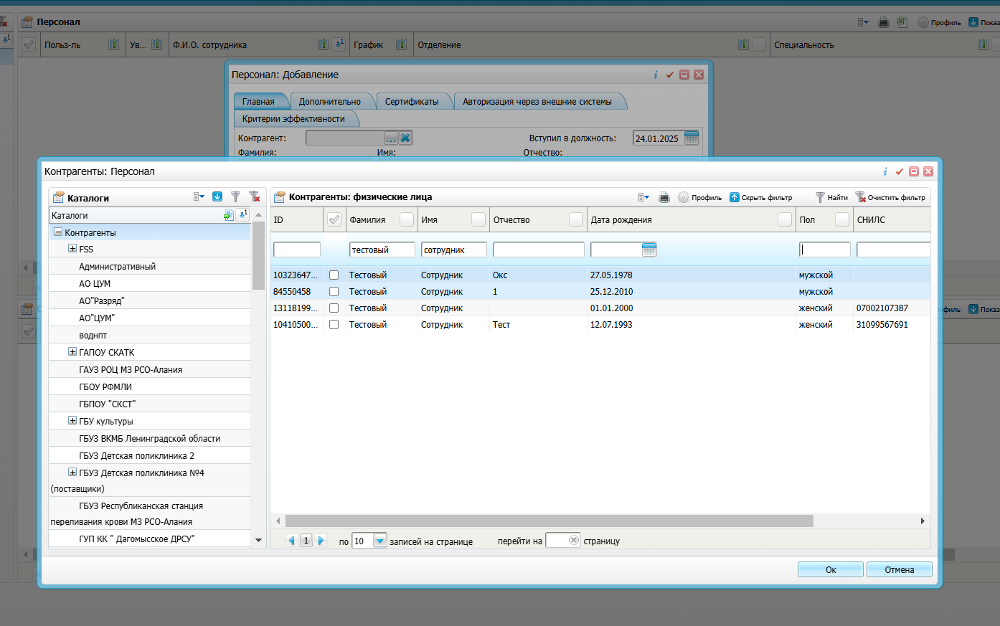 Персонал
Профиль
Показ
Польз-ль
Ув...
Ф.И.О. сотрудника
График
Отделение
Специальность
Персонал: Добавление
Главная
Дополнительно
Сертификаты
Авторизация через внешние системы
Критерии эффективности
Контрагент:
Вступил в должность:
24.01.2025
Фамилия:
Имя:
Отчество:
Контрагенты: Персонал
Каталоги
Каталоги
Контрагенты
FSS
Административный
АО ЦУМ
АО"Разряд"
АО"ЦУМ"
воднпт
ГАПОУ СКАТК
ГАУЗ РОЦ МЗ РСО-Алания
ГБОУ РФМЛИ
ГБПОУ "СКСТ"
ГБУ культуры
ГБУЗ ВКМБ Ленинградской области
ГБУЗ Детская поликлиника 2
ГБУЗ Детская поликлиника №4
(поставщики)
ГБУЗ Республиканская станция
переливания крови МЗ РСО-Алания
ГУП КК " Дагомысское ДРСУ"
Контрагенты: физические лица
Профиль
Скрыть фильтр
Найти
Очистить фильтр
ID
Фамилия
Имя
Отчество
Дата рождения
Пол
СНИЛС
тестовый
сотрудник
10323647... Тестовый Сотрудник Окс 27.05.1978 мужской
84550458 Тестовый Сотрудник 1 25.12.2010 мужской
13118199... Тестовый Сотрудник 01.01.2000 женский 07002107387
10410500... Тестовый Сотрудник Тест 12.07.1993 женский 31099567691
1
по 10 записей на странице
перейти на
страницу
Ок
Отмена
филь
Показ